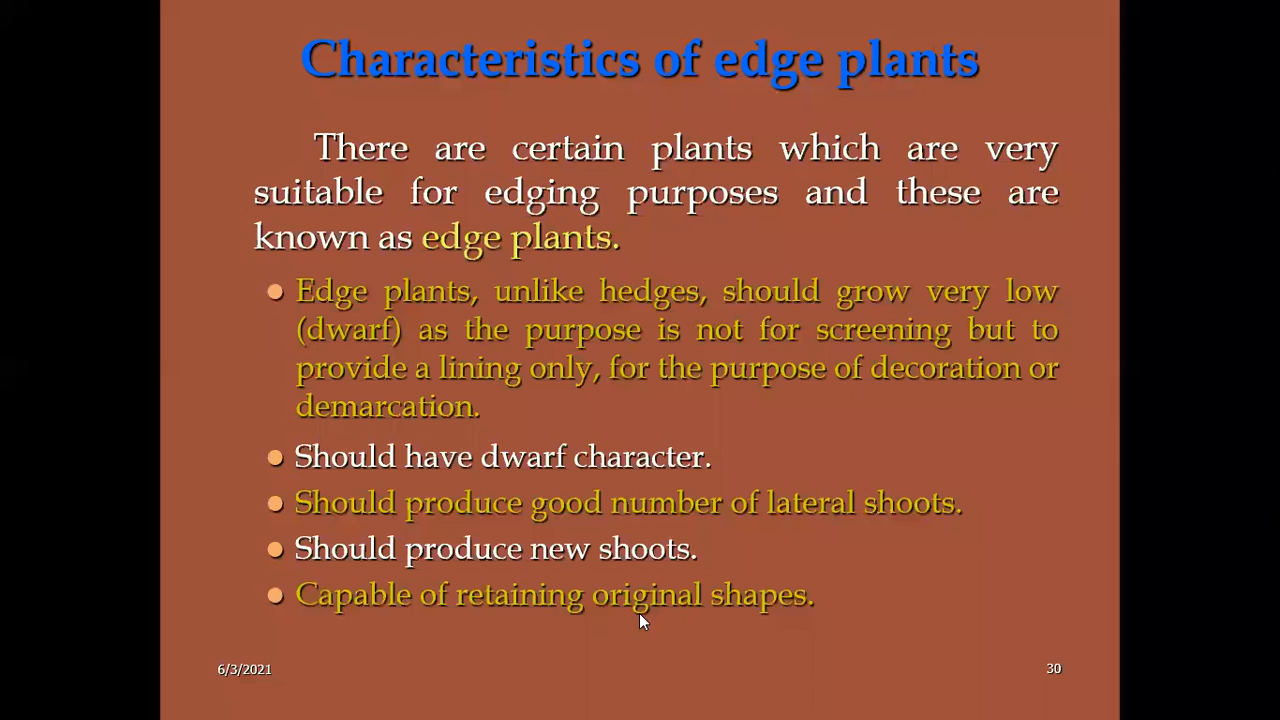 Characteristics of edge plants
There are certain plants which are very
suitable for edging purposes and these are
known as edge plants.
Edge plants, unlike hedges, should grow very low
(dwarf) as the purpose is not for screening but to
provide a lining only, for the purpose of decoration or
demarcation.
Should have dwarf character.
Should produce good number of lateral shoots.
Should produce new shoots.
Capable of retaining original shapes.
6/3/2021
30